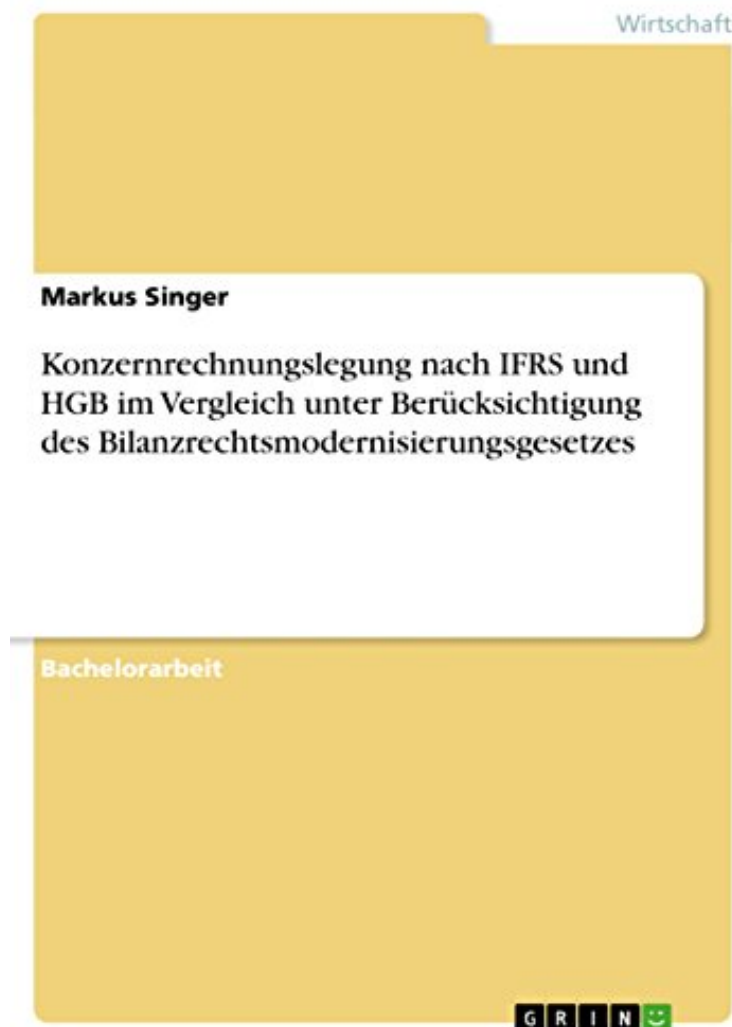 Wirtschaft
Markus Singer
Konzernrechnungslegung nach IFRS und
HGB im Vergleich unter Berücksichtigung
des Bilanzrechtsmodernisierungsgesetzes
Bachelorarbeit
GRIN